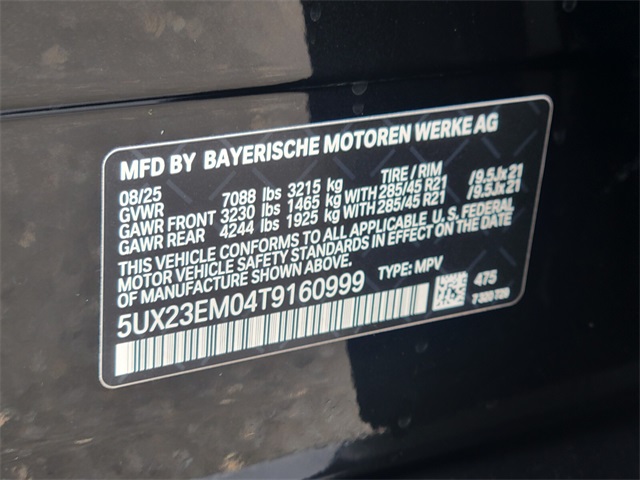 MFD BY BAYERISCHE MOTOREN WERKE AG
08/25 TIRE / RIM
GVWR 7088 lbs 3215 kg
GAWR FRONT 3230 lbs 1465 kg WITH 285/45 R21 /9.5Jx21
GAWR REAR 4244 lbs 1925 kg WITH 285/45 R21 /9.5Jx21
THIS VEHICLE CONFORMS TO ALL APPLICABLE U.S. FEDERAL
MOTOR VEHICLE SAFETY STANDARDS IN EFFECT ON THE DATE
OF MANUFACTURE SHOWN ABOVE.
TYPE: MPV
5UX23EM04T9160999
475